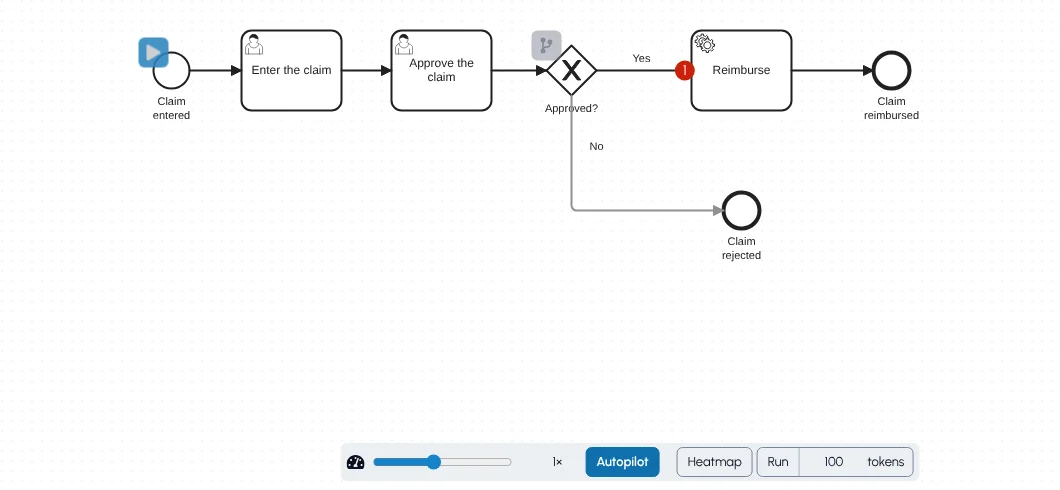 Enter the claim
Approve the
claim
Yes
1
Reimburse
Claim
entered
Approved?
Claim
reimbursed
No
Claim
rejected
1×
Autopilot
Heatmap
Run
100
tokens